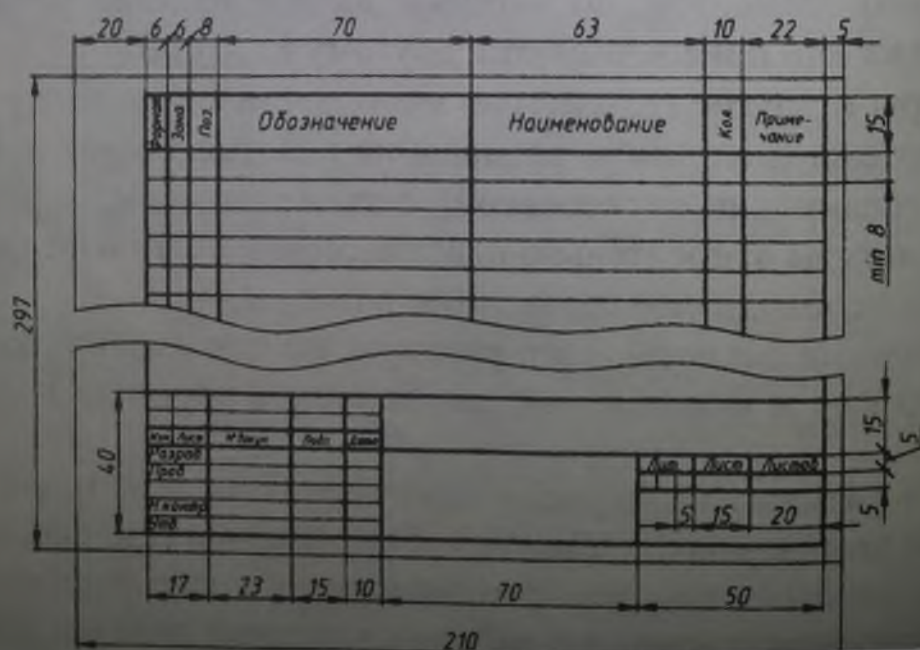 20 6 6 8 70 63 10 22 5
Формат Зона Поз. Обозначение Наименование Кол. Приме-
чание
15
min 8
297
15
5
40
Изм Лист № докум Подп Дата
Разраб
Пров
Н.контр
Утв
Лит Лист Листов
5 15 20
5
17 23 15 10 70 50
210